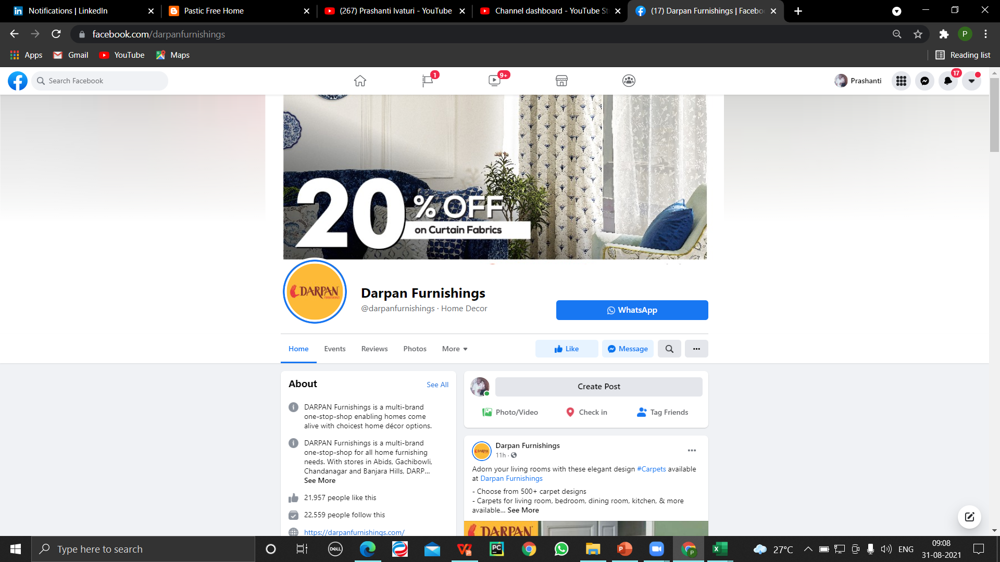 Notifications | LinkedIn
Pastic Free Home
(267) Prashanti Ivaturi - YouTube
Channel dashboard - YouTube St
(17) Darpan Furnishings | Facebo
facebook.com/darpanfurnishings
P
Apps
Gmail
YouTube
Maps
Reading list
Search Facebook
1
9+
Prashanti
17
20% OFF
on Curtain Fabrics
DARPAN
FURNISHINGS
Darpan Furnishings
@darpanfurnishings · Home Decor
WhatsApp
Home
Events
Reviews
Photos
More
Like
Message
About
See All
DARPAN Furnishings is a multi-brand
one-stop-shop enabling homes come
alive with choicest home décor options.
DARPAN Furnishings is a multi-brand
one-stop-shop for all home furnishing
needs. With stores in Abids, Gachibowli,
Chandanagar and Banjara Hills, DARP...
See More
21,957 people like this
22,559 people follow this
https://darpanfurnishings.com/
Create Post
Photo/Video
Check in
Tag Friends
DARPAN
Darpan Furnishings
11h ·
Adorn your living rooms with these elegant design #Carpets available
at Darpan Furnishings
- Choose from 500+ carpet designs
- Carpets for living room, bedroom, dining room, kitchen, & more
available... See More
DARPAN
Type here to search
DELL
PC
P
27°C
ENG
09:08
31-08-2021